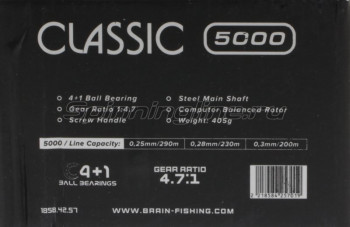 CLASSIC 5000
4+1 Ball Bearing
Gear Ratio 1:4.7
Screw Handle
Steel Main Shaft
Computer Balanced Rotor
Weight: 405g
5000 / Line Capacity: 0,25mm/290m 0,28mm/230m 0,3mm/200m
4+1
BALL BEARINGS
GEAR RATIO
4.7:1
1858.42.57
WWW.BRAIN-FISHING.COM